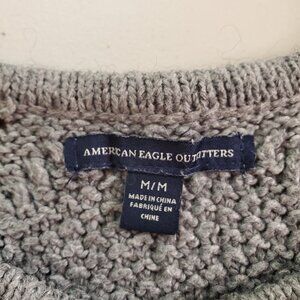 AMERICAN EAGLE OUTFITTERS
M/M
MADE IN CHINA
FABRIQUÉ EN
CHINE